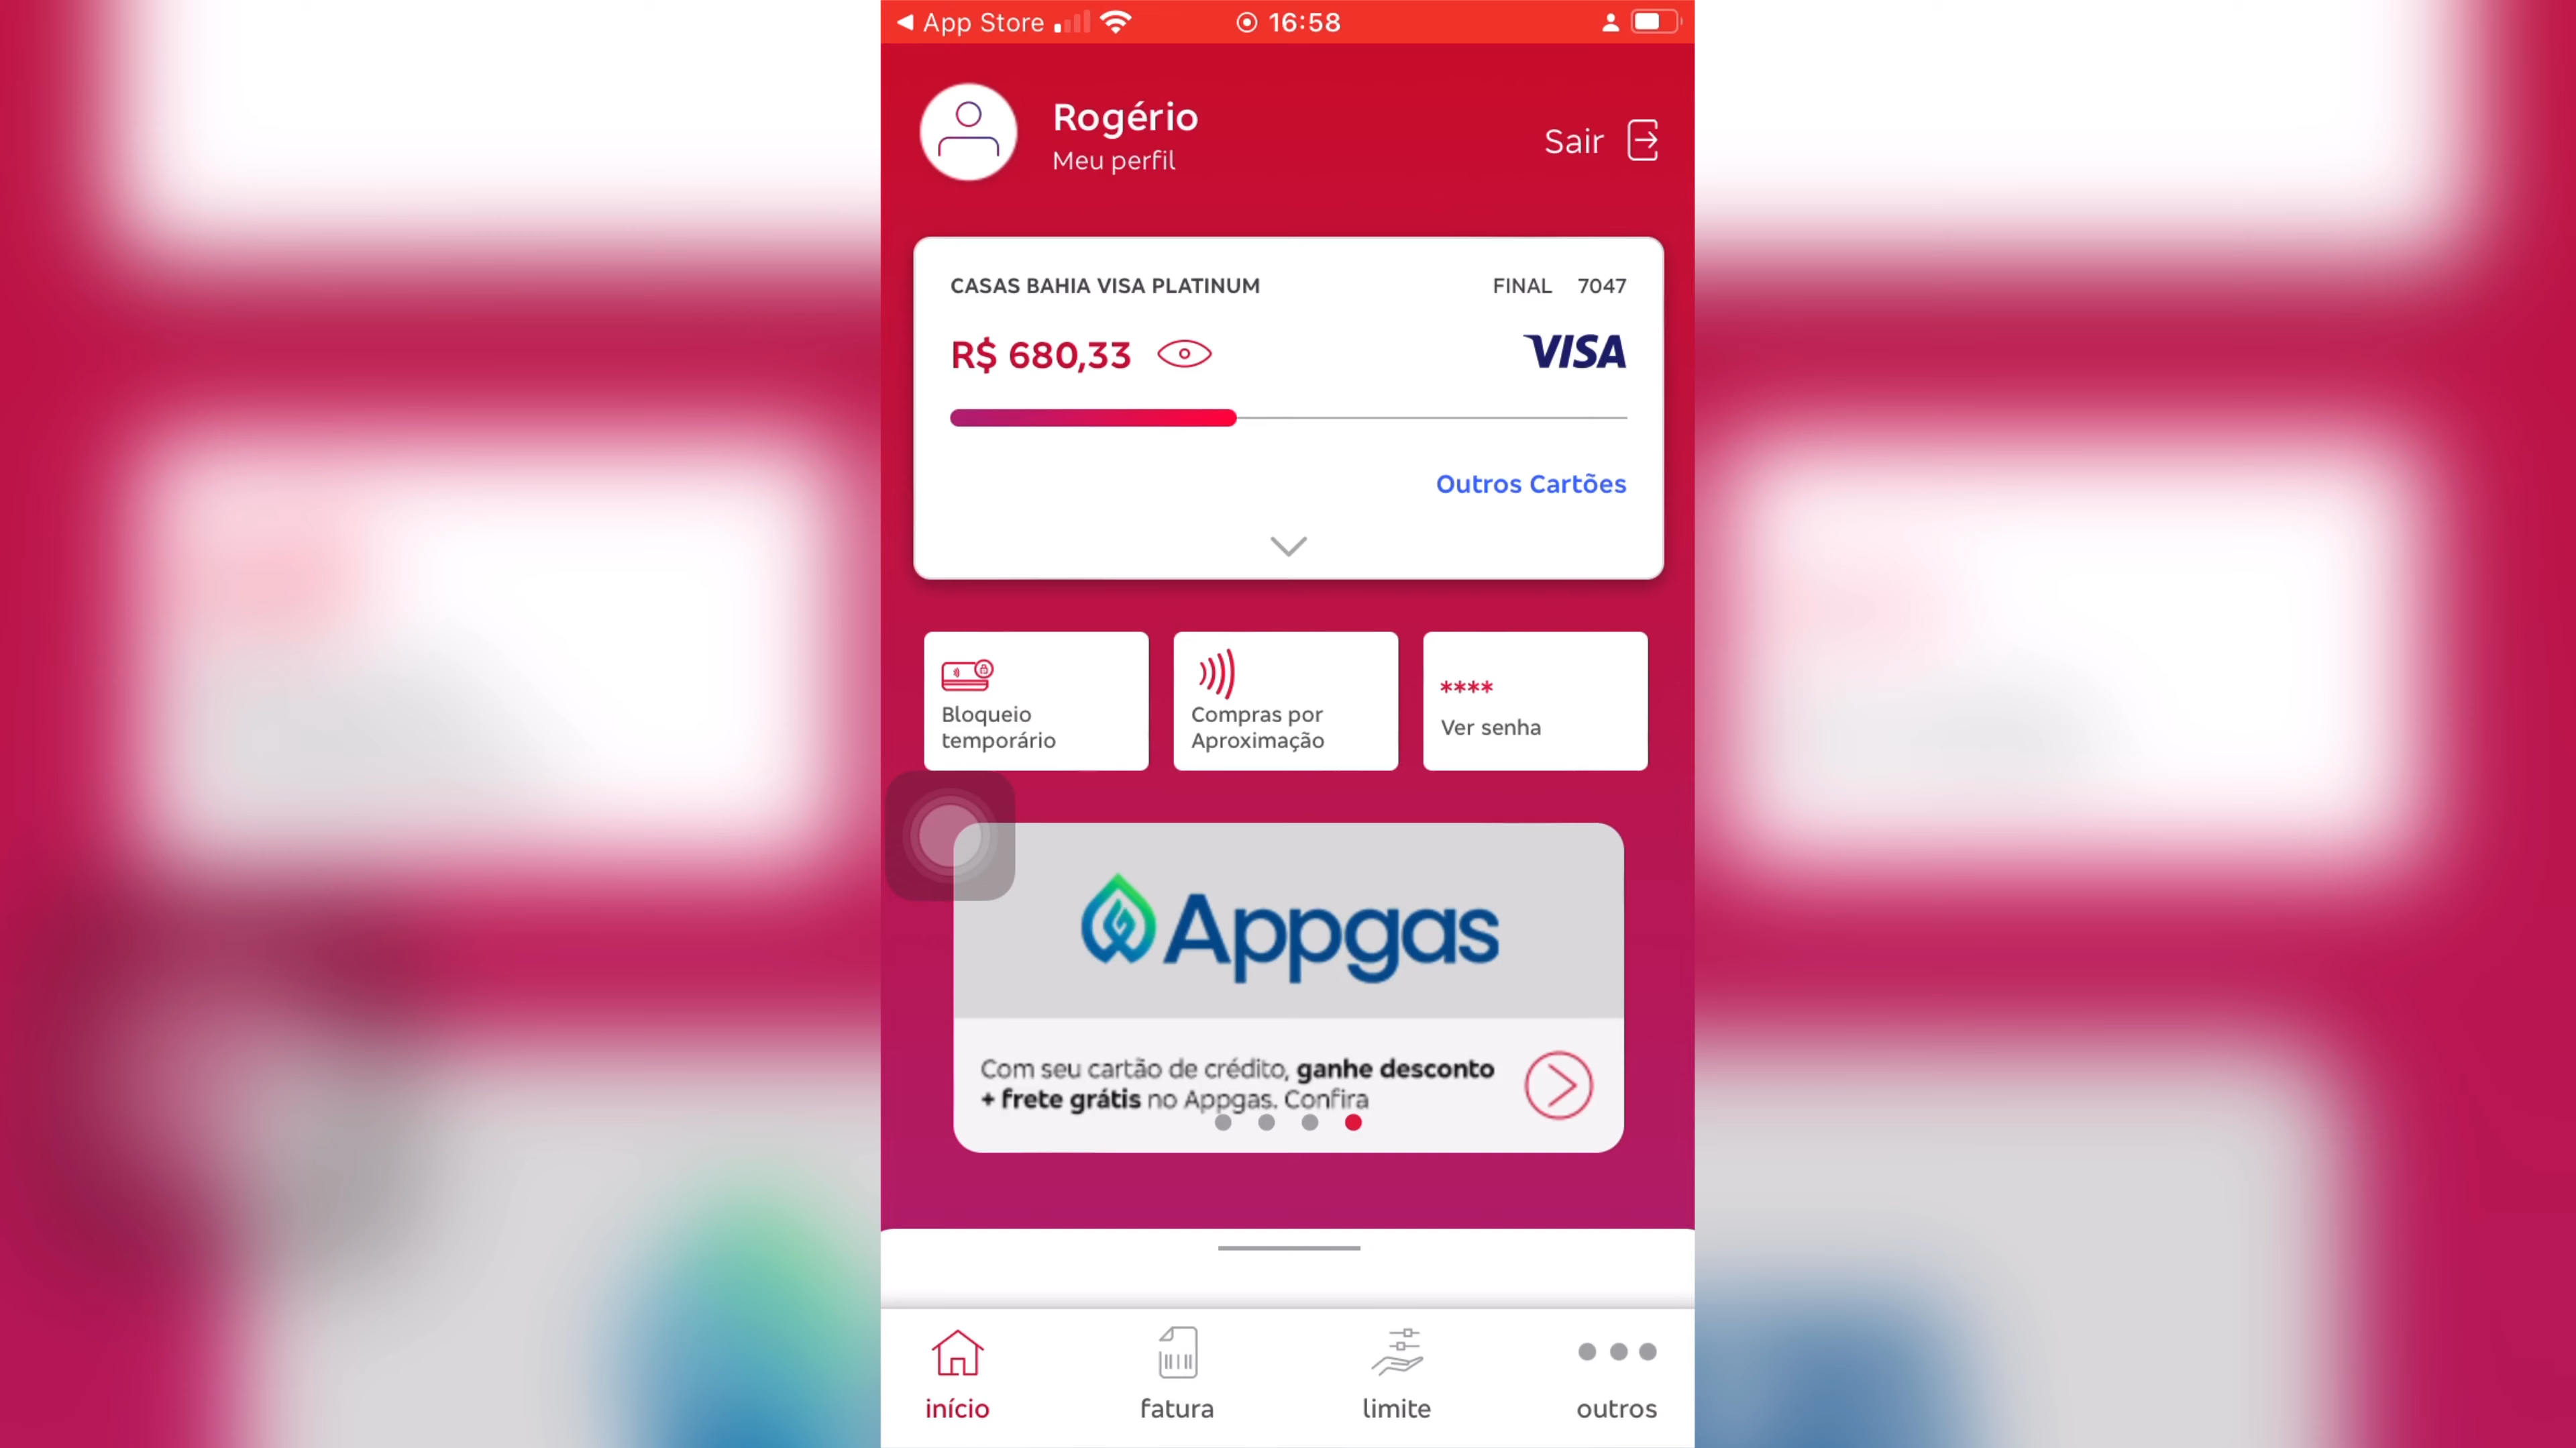 App Store 16:58
Rogério
Meu perfil
Sair
CASAS BAHIA VISA PLATINUM FINAL 7047
R$ 680,33 VISA
Outros Cartões
Bloqueio
temporário
Compras por
Aproximação
****
Ver senha
Appgas
Com seu cartão de crédito, ganhe desconto
+ frete grátis no Appgas. Confira
início fatura limite outros